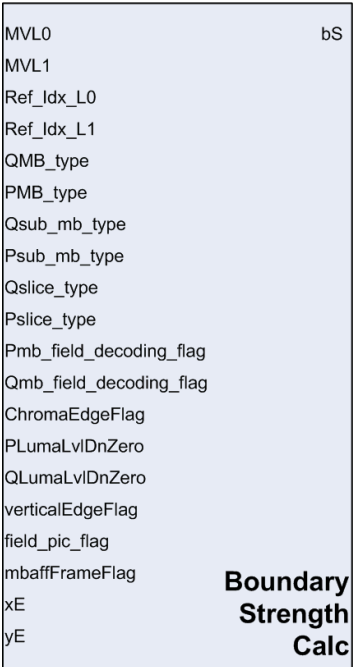 MVL0 bS
MVL1
Ref_Idx_L0
Ref_Idx_L1
QMB_type
PMB_type
Qsub_mb_type
Psub_mb_type
Qslice_type
Pslice_type
Pmb_field_decoding_flag
Qmb_field_decoding_flag
ChromaEdgeFlag
PLumaLvlDnZero
QLumaLvlDnZero
verticalEdgeFlag
field_pic_flag
mbaffFrameFlag
xE
yE
Boundary
Strength
Calc